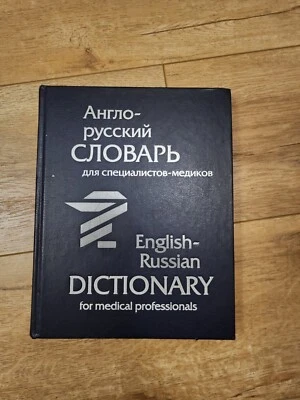 Англо-
русский
СЛОВАРЬ
для специалистов-медиков
English-
Russian
DICTIONARY
for medical professionals